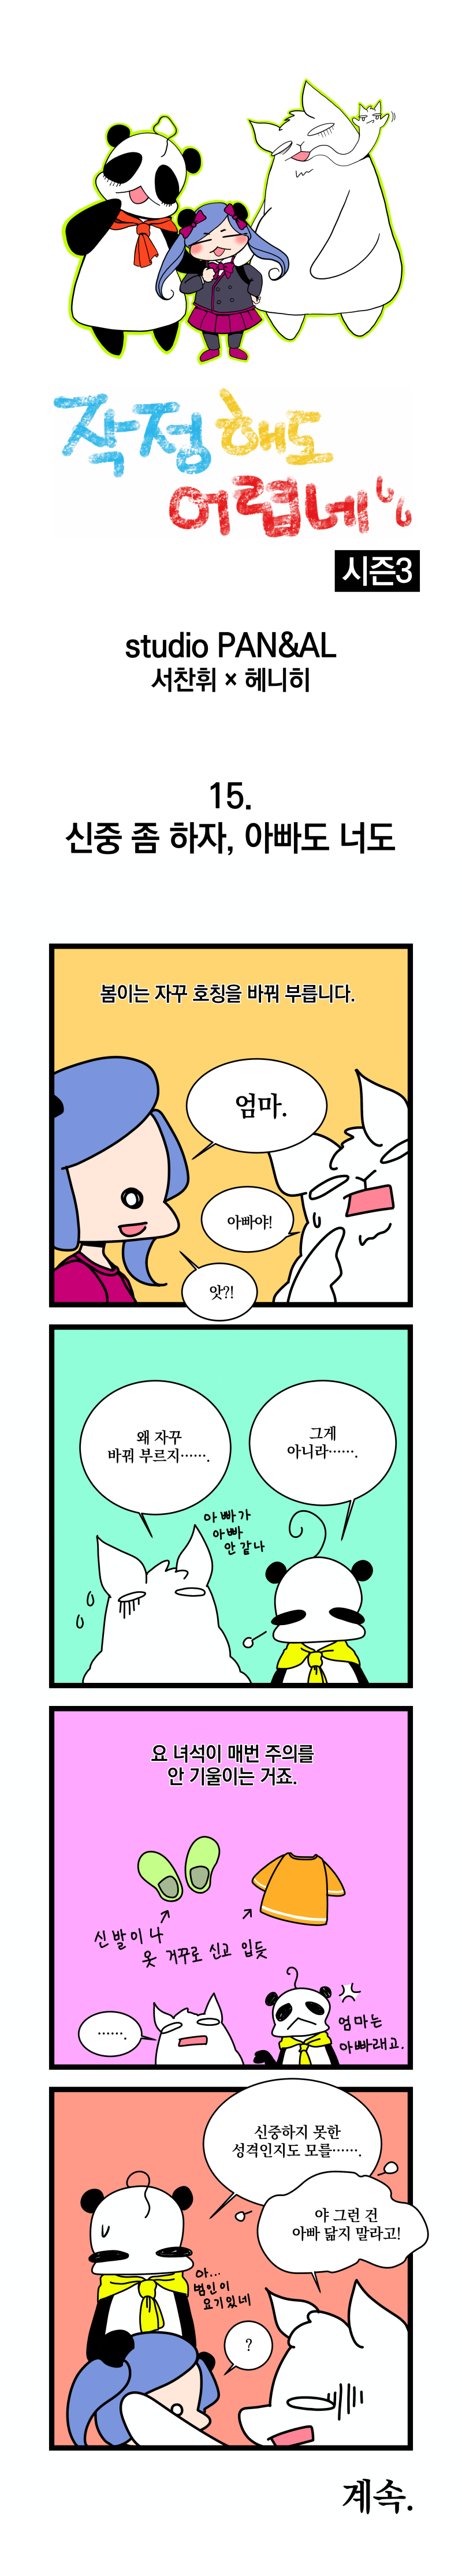 작정해도
어렵네
시즌3
studio PAN&AL
서찬휘 × 헤니히
15.
신중 좀 하자, 아빠도 너도
봄이는 자꾸 호칭을 바꿔 부릅니다.
엄마.
아빠야!
앗?!
왜 자꾸
바꿔 부르지…….
그게
아니라…….
아빠가
아빠
안 같나
요 녀석이 매번 주의를
안 기울이는 거죠.
신발이나
옷 거꾸로 신고 입듯
…….
엄마는
아빠래고.
신중하지 못한
성격인지도 모를…….
야 그런 건
아빠 닮지 말라고!
아...
범인이
요기있네
?
계속.